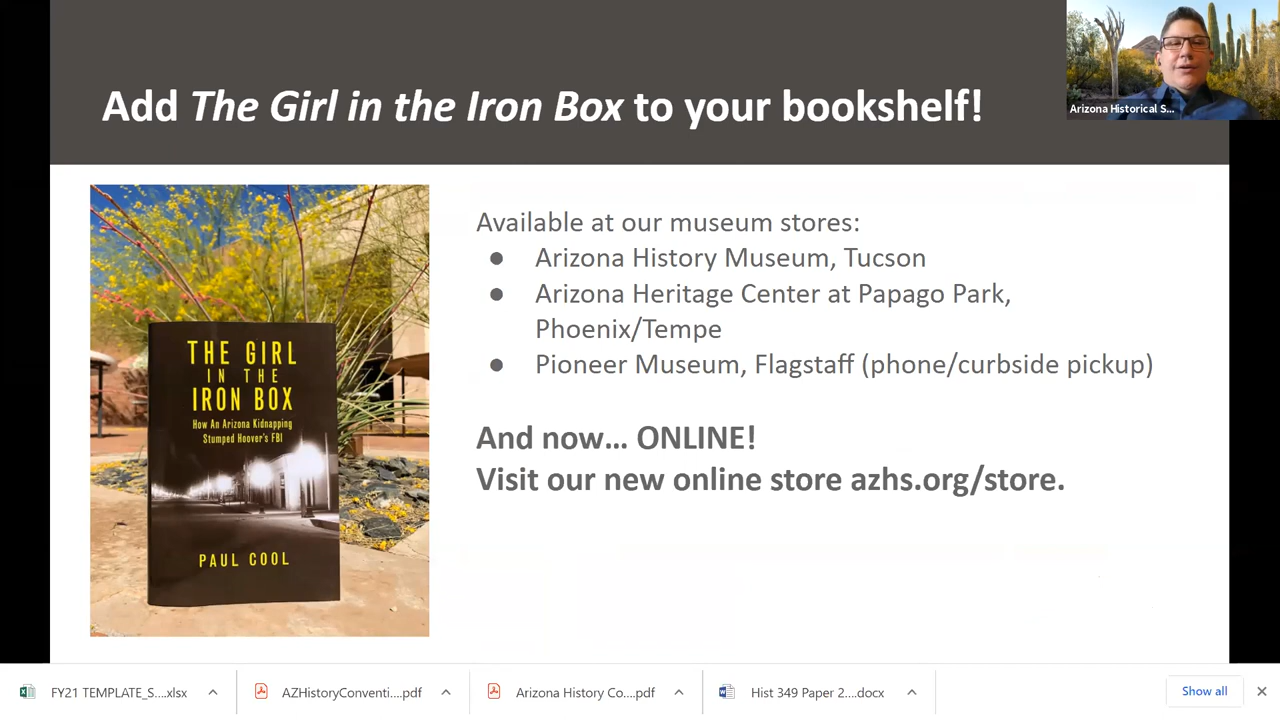 Add The Girl in the Iron Box to your bookshelf!
Arizona Historical S...
Available at our museum stores:
● Arizona History Museum, Tucson
● Arizona Heritage Center at Papago Park,
Phoenix/Tempe
● Pioneer Museum, Flagstaff (phone/curbside pickup)
And now... ONLINE!
Visit our new online store azhs.org/store.
THE GIRL
IN THE
IRON BOX
How An Arizona Kidnapping
Stumped Hoover's FBI
PAUL COOL
FY21 TEMPLATE_S....xlsx
AZHistoryConventi....pdf
Arizona History Co....pdf
Hist 349 Paper 2....docx
Show all